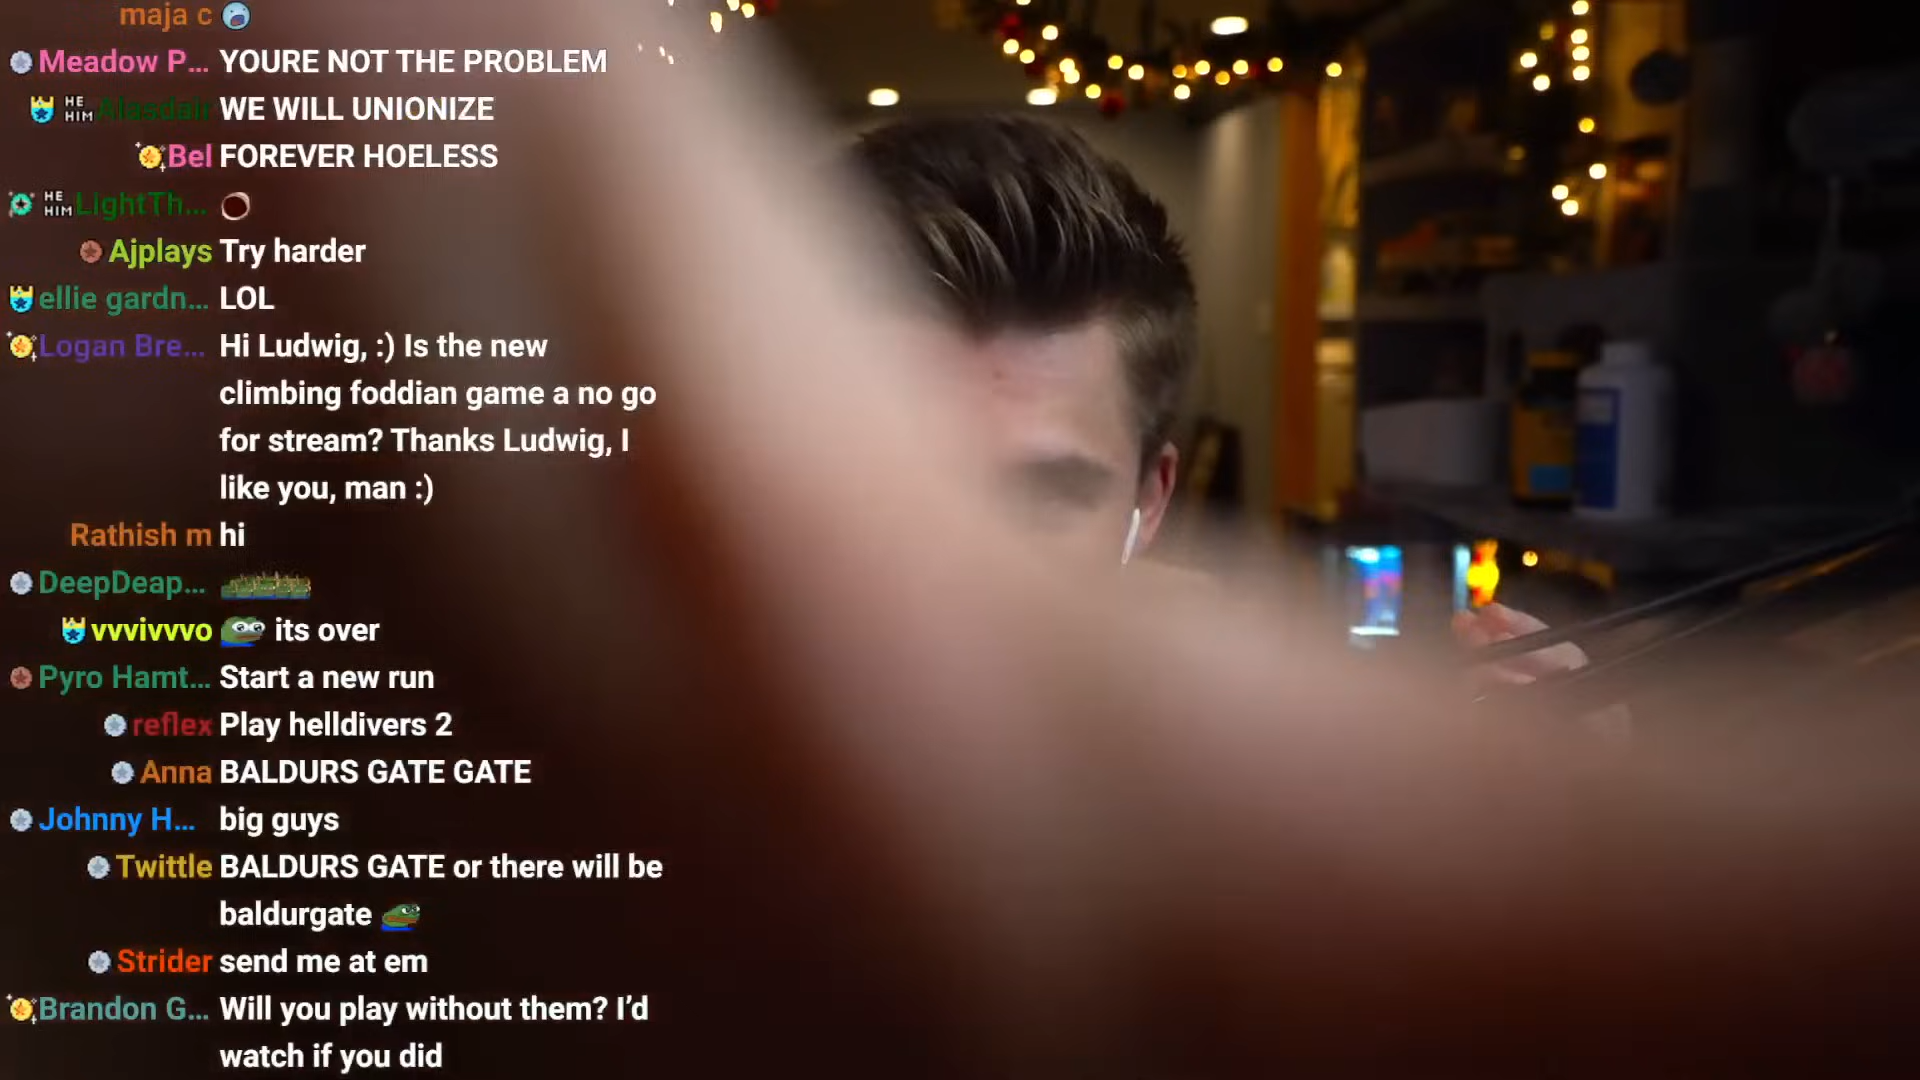 maja c
Meadow P... YOURE NOT THE PROBLEM
HE HIM Alasdair WE WILL UNIONIZE
Bel FOREVER HOELESS
HE HIM LightTh...
Ajplays Try harder
ellie gardn... LOL
Logan Bre... Hi Ludwig, :) Is the new
climbing foddian game a no go
for stream? Thanks Ludwig, I
like you, man :)
Rathish m hi
DeepDeap...
vvvivvvo its over
Pyro Hamt... Start a new run
reflex Play helldivers 2
Anna BALDURS GATE GATE
Johnny H... big guys
Twittle BALDURS GATE or there will be
baldurgate
Strider send me at em
Brandon G... Will you play without them? I’d
watch if you did